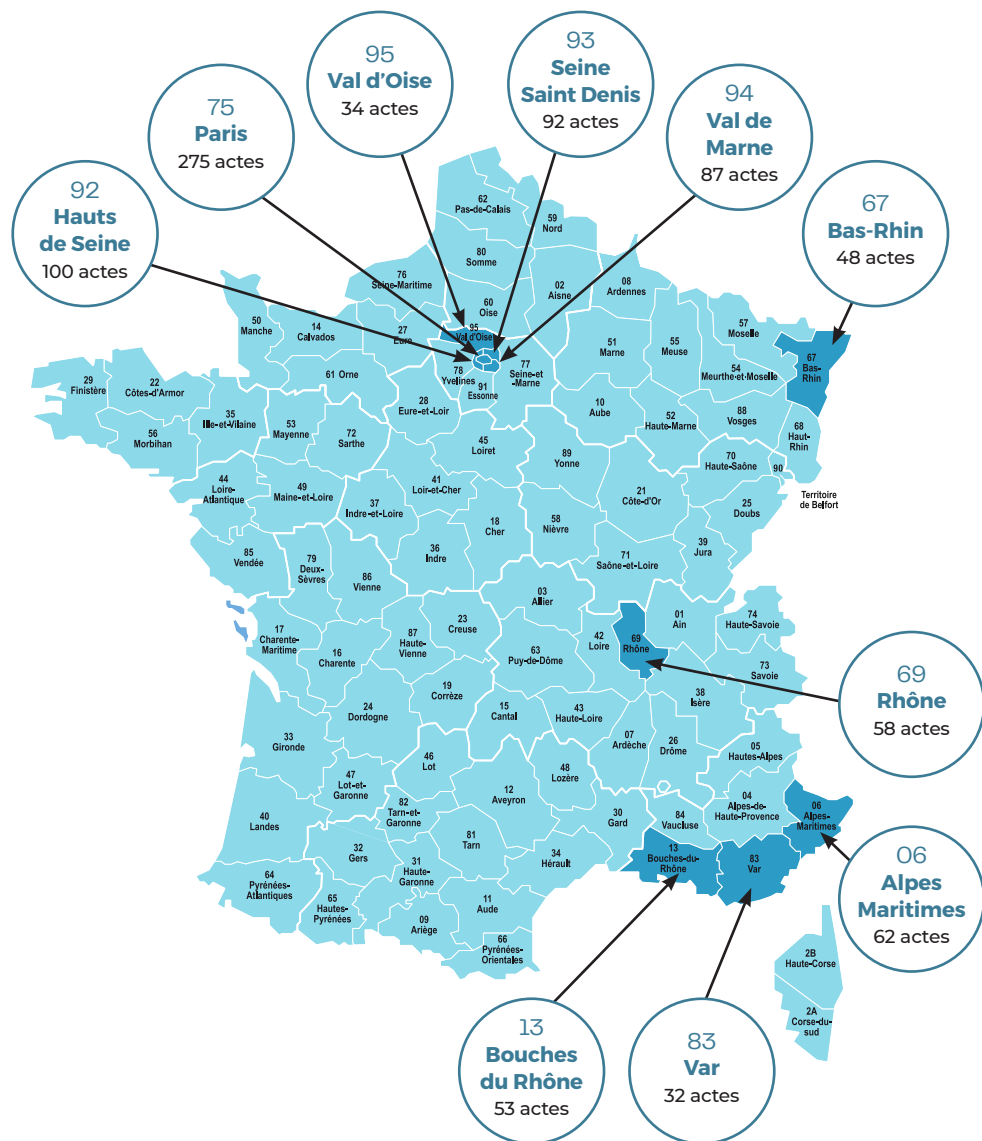 95
Val d’Oise
34 actes
93
Seine
Saint Denis
92 actes
75
Paris
275 actes
94
Val de
Marne
87 actes
92
Hauts
de Seine
100 actes
67
Bas-Rhin
48 actes
62
Pas-de-Calais
59
Nord
80
Somme
76
Seine-Maritime
02
Aisne
08
Ardennes
60
Oise
50
Manche
14
Calvados
27
Eure
95
Val d'Oise
57
Moselle
51
Marne
55
Meuse
54
Meurthe-et-Moselle
67
Bas-
Rhin
61 Orne
78
Yvelines
77
Seine-et
-Marne
91
Essonne
29
Finistère
22
Côtes-d'Armor
35
Ille-et-Vilaine
53
Mayenne
28
Eure-et-Loir
10
Aube
52
Haute-Marne
88
Vosges
68
Haut-
Rhin
56
Morbihan
72
Sarthe
45
Loiret
89
Yonne
70
Haute-Saône
90
Territoire
de Belfort
44
Loire-
Atlantique
49
Maine-et-Loire
41
Loir-et-Cher
37
Indre-et-Loire
18
Cher
58
Nièvre
21
Côte-d'Or
25
Doubs
39
Jura
85
Vendée
79
Deux-
Sèvres
86
Vienne
36
Indre
71
Saône-et-Loire
03
Allier
01
Ain
74
Haute-Savoie
17
Charente-
Maritime
16
Charente
87
Haute-
Vienne
23
Creuse
63
Puy-de-Dôme
42
Loire
69
Rhône
73
Savoie
38
Isère
69
Rhône
58 actes
19
Corrèze
24
Dordogne
15
Cantal
43
Haute-Loire
33
Gironde
07
Ardèche
26
Drôme
05
Hautes-Alpes
46
Lot
48
Lozère
47
Lot-et-
Garonne
12
Aveyron
04
Alpes-de-
Haute-Provence
06
Alpes-
Maritimes
40
Landes
82
Tarn-et-
Garonne
30
Gard
84
Vaucluse
81
Tarn
32
Gers
31
Haute-
Garonne
34
Hérault
13
Bouches-du-
Rhône
83
Var
64
Pyrénées-
Atlantiques
65
Hautes-
Pyrénées
09
Ariège
11
Aude
66
Pyrénées-
Orientales
06
Alpes
Maritimes
62 actes
2B
Haute-Corse
2A
Corse-du-
sud
13
Bouches
du Rhône
53 actes
83
Var
32 actes